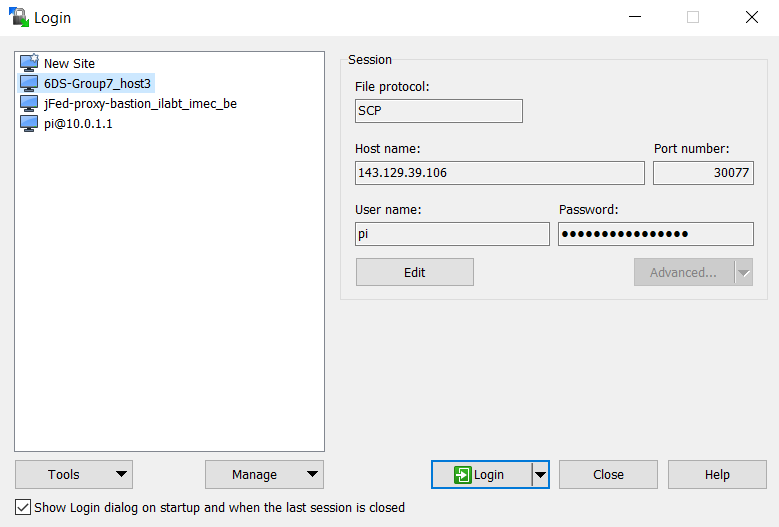 Login
New Site
6DS-Group7_host3
jFed-proxy-bastion_ilabt_imec_be
pi@10.0.1.1
Session
File protocol:
SCP
Host name:
Port number:
143.129.39.106
30077
User name:
Password:
pi
●●●●●●●●●●●●●●●●
Edit
Advanced...
Tools
Manage
Login
Close
Help
Show Login dialog on startup and when the last session is closed